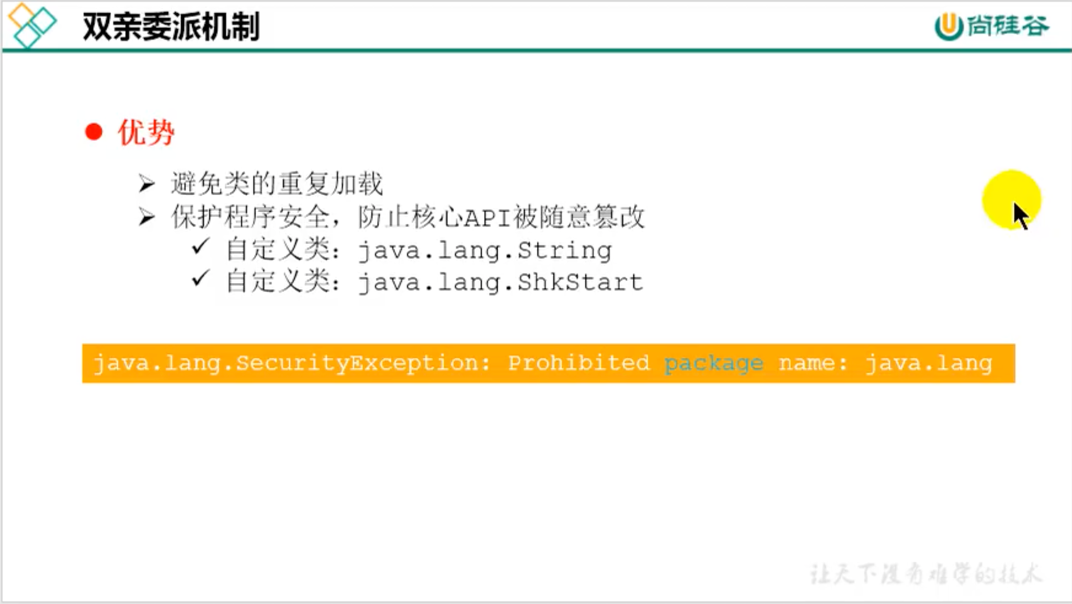 双亲委派机制
尚硅谷
优势
避免类的重复加载
保护程序安全，防止核心API被随意篡改
自定义类：java.lang.String
自定义类：java.lang.ShkStart
java.lang.SecurityException: Prohibited package name: java.lang
让天下没有难学的技术